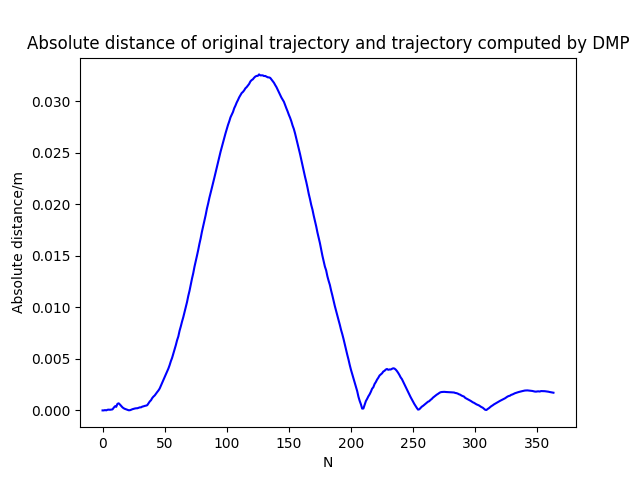 Absolute distance of original trajectory and trajectory computed by DMP
Absolute distance/m
0.030
0.025
0.020
0.015
0.010
0.005
0.000
0 50 100 150 200 250 300 350
N